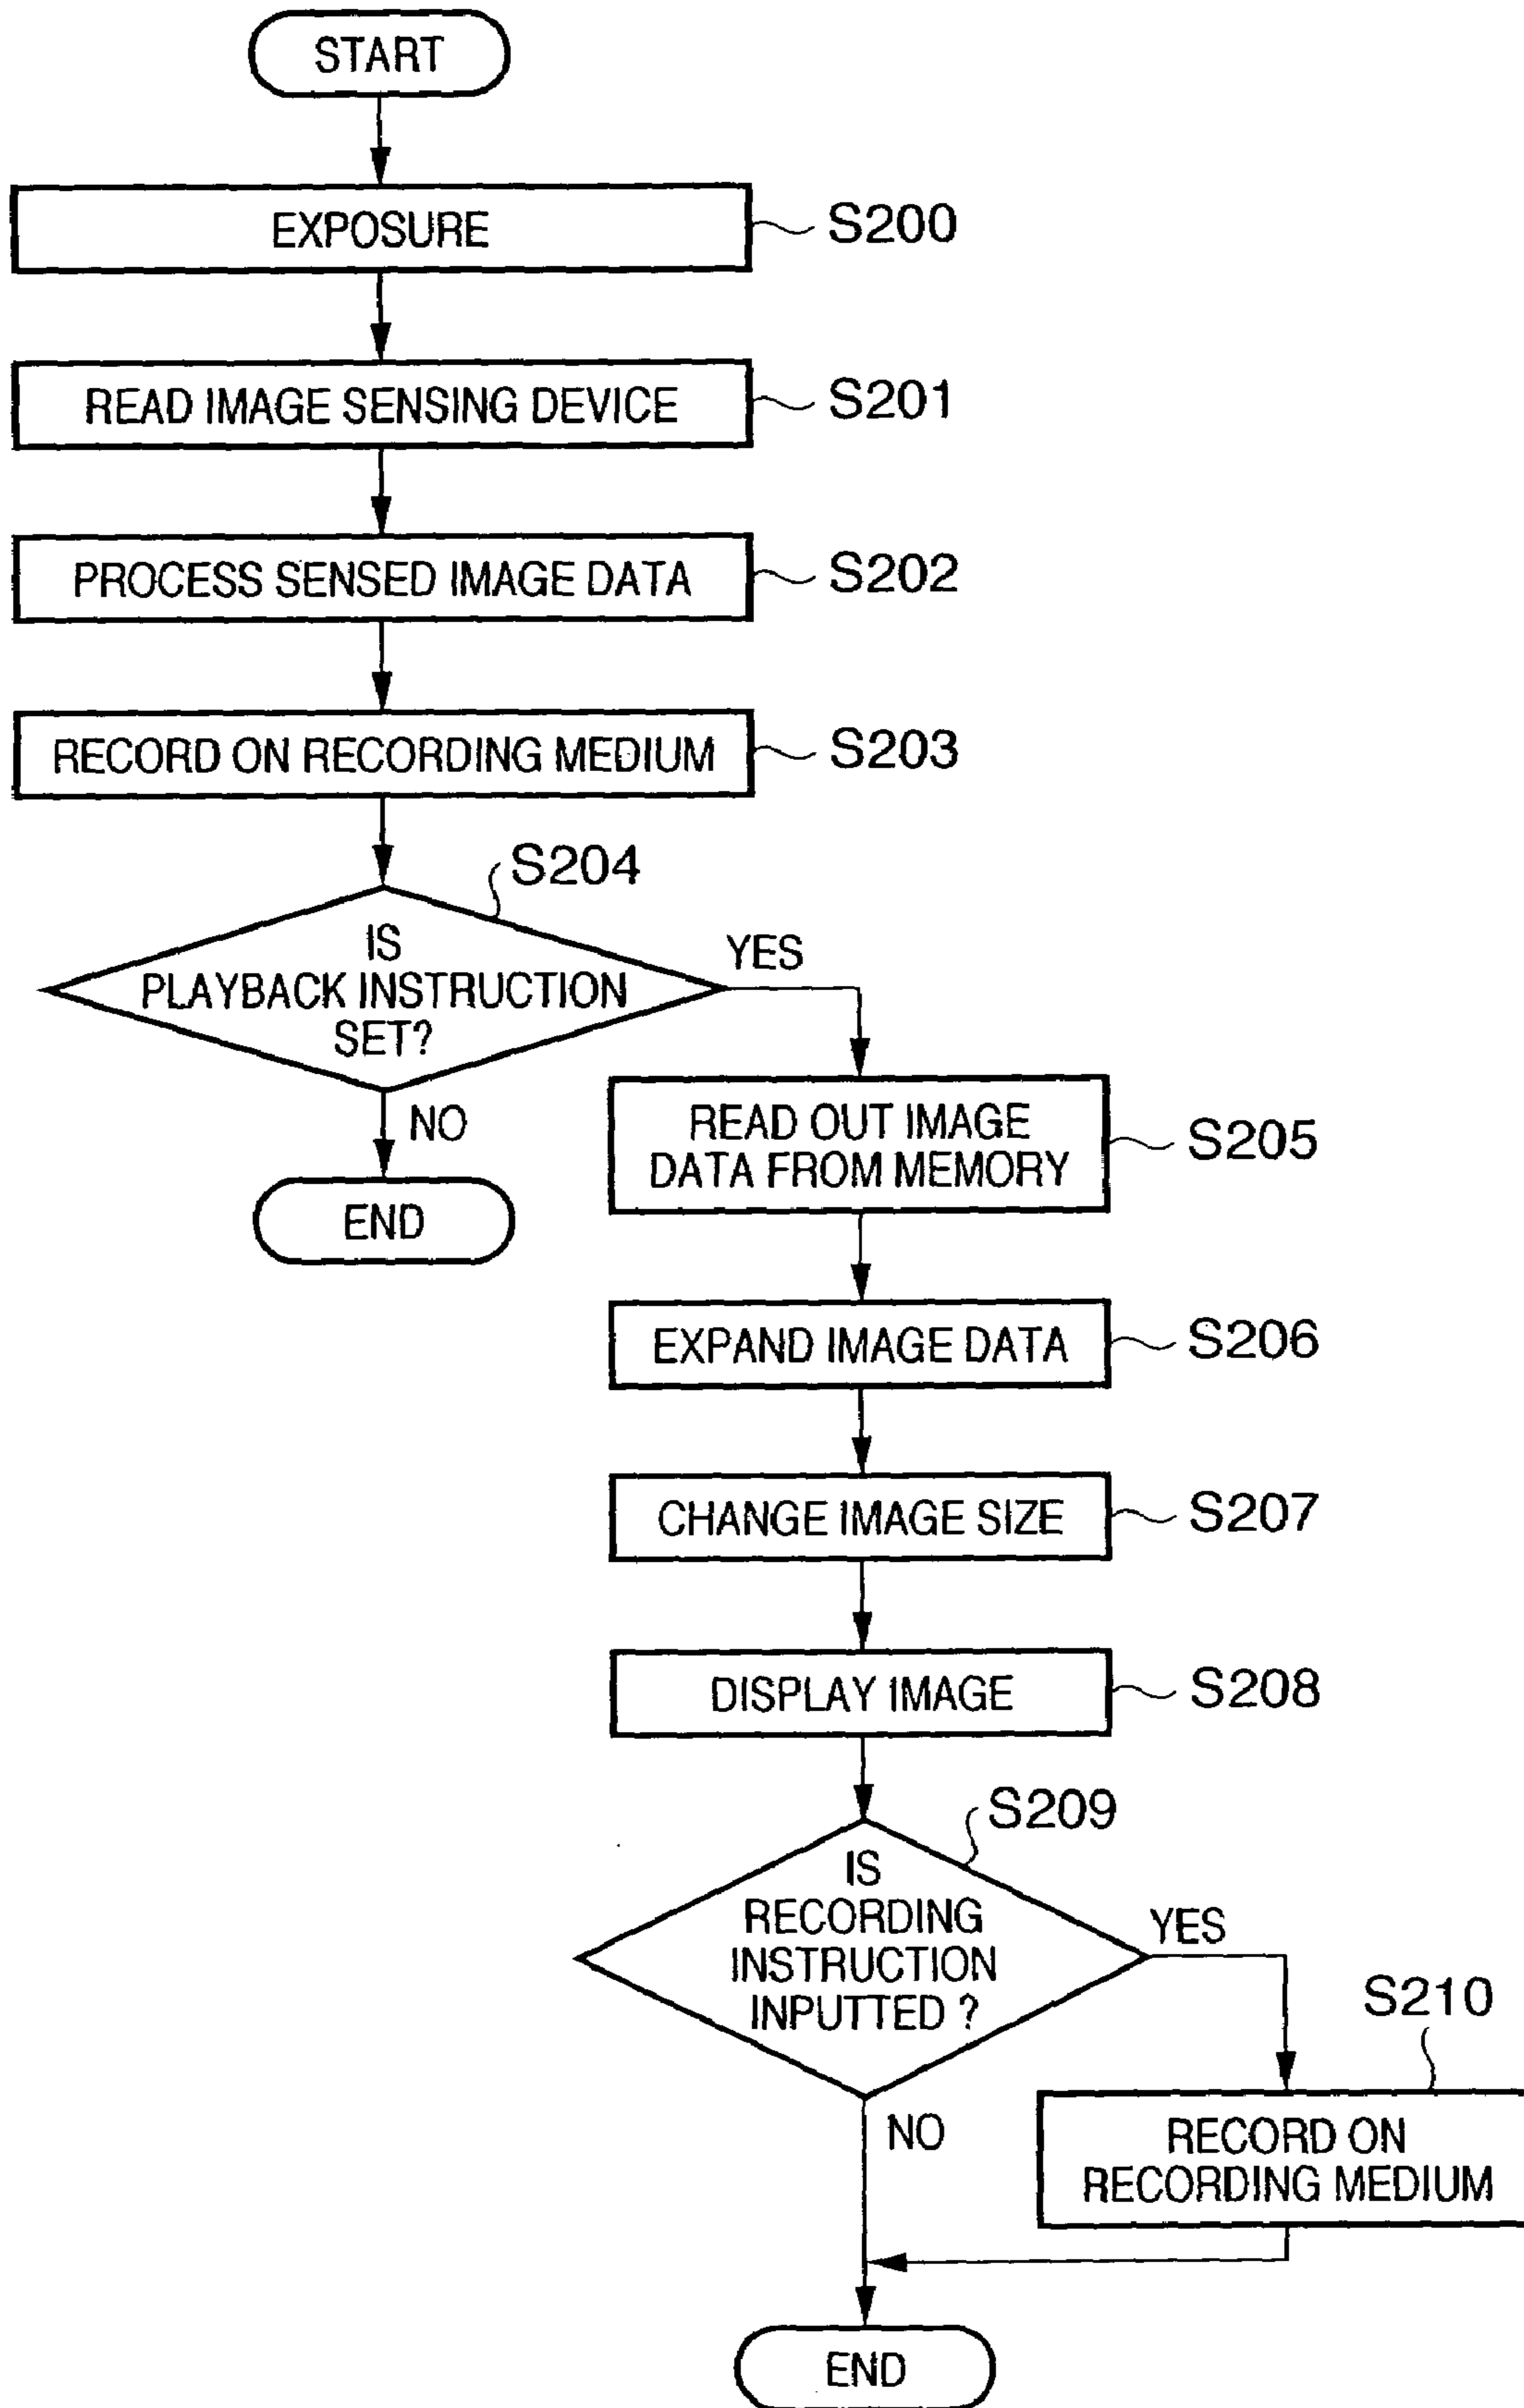 START
EXPOSURE
S200
READ IMAGE SENSING DEVICE
S201
PROCESS SENSED IMAGE DATA
S202
RECORD ON RECORDING MEDIUM
S203
S204
IS
PLAYBACK INSTRUCTION
SET?
YES
NO
END
READ OUT IMAGE
DATA FROM MEMORY
S205
EXPAND IMAGE DATA
S206
CHANGE IMAGE SIZE
S207
DISPLAY IMAGE
S208
S209
IS
RECORDING
INSTRUCTION
INPUTTED ?
YES
NO
S210
RECORD ON
RECORDING MEDIUM
END